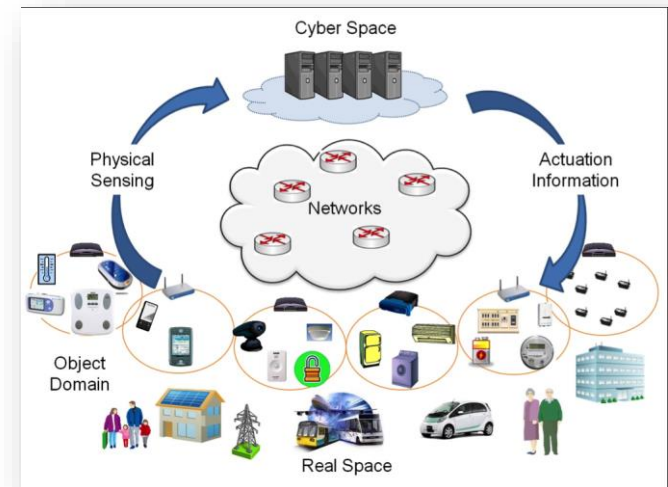 Cyber Space
Physical
Sensing
Actuation
Information
Networks
Object
Domain
Real Space